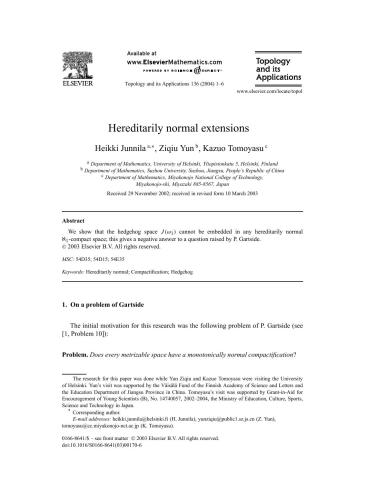 Available at
www.ElsevierMathematics.com
POWERED BY SCIENCE @ DIRECT®
Topology
and its
Applications
ELSEVIER
Topology and its Applications 136 (2004) 1–6
www.elsevier.com/locate/topol
Hereditarily normal extensions
Heikki Junnila a,*, Ziqiu Yun b, Kazuo Tomoyasu c
a Department of Mathematics, University of Helsinki, Yliopistonkatu 5, Helsinki, Finland
b Department of Mathematics, Suzhou University, Suzhou, Jiangsu, People's Republic of China
c Department of Mathematics, Miyakonojo National College of Technology,
Miyakonojo-shi, Miyazaki 885-8567, Japan
Received 29 November 2002; received in revised form 10 March 2003
Abstract
We show that the hedgehog space J(ω₁) cannot be embedded in any hereditarily normal
ℵ₁-compact space; this gives a negative answer to a question raised by P. Gartside.
© 2003 Elsevier B.V. All rights reserved.
MSC: 54D35; 54D15; 54E35
Keywords: Hereditarily normal; Compactification; Hedgehog
1. On a problem of Gartside
The initial motivation for this research was the following problem of P. Gartside (see
[1, Problem 10]):
Problem. Does every metrizable space have a monotonically normal compactification?
The research for this paper was done while Yun Ziqiu and Kazuo Tomoyasu were visiting the University
of Helsinki. Yun's visit was supported by the Väisälä Fund of the Finnish Academy of Science and Letters and
the Education Department of Jiangsu Province in China. Tomoyasu's visit was supported by Grant-in-Aid for
Encouragement of Young Scientists (B), No. 14740057, 2002–2004, the Ministry of Education, Culture, Sports,
Science and Technology in Japan.
* Corresponding author.
E-mail addresses: heikki.junnila@helsinki.fi (H. Junnila), yunziqiu@public1.sz.js.cn (Z. Yun),
tomoyasu@cc.miyakonojo-nct.ac.jp (K. Tomoyasu).
0166-8641/$ – see front matter © 2003 Elsevier B.V. All rights reserved.
doi:10.1016/S0166-8641(03)00170-6